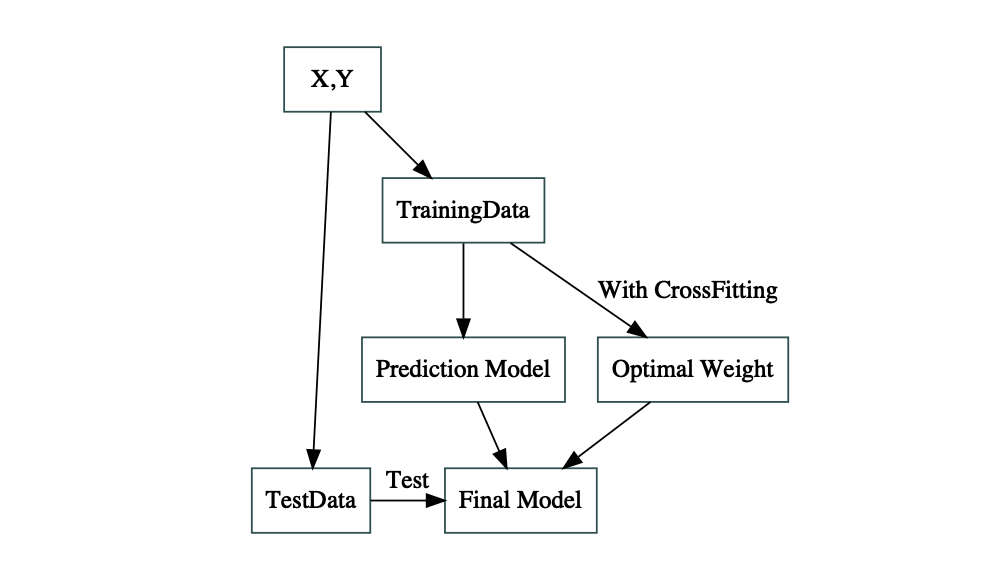 X,Y
TrainingData
With CrossFitting
Prediction Model
Optimal Weight
Test
TestData
Final Model